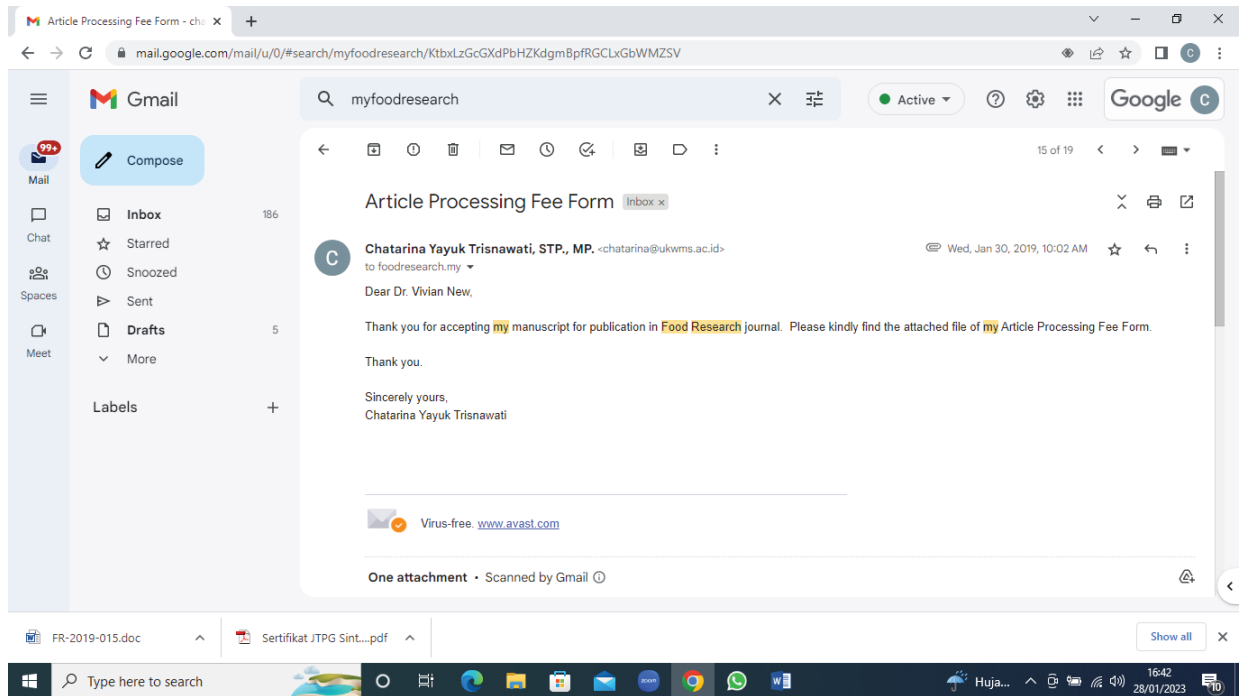 Article Processing Fee Form - cha
mail.google.com/mail/u/0/#search/myfoodresearch/KtbxLzGcGXdPbHZKdgmBpfRGCLxGbWMZSV
C
Gmail
myfoodresearch
Active
Google C
99+
Mail
Compose
15 of 19
Article Processing Fee Form Inbox x
Inbox 186
Chat
Starred
C
Chatarina Yayuk Trisnawati, STP., MP. <chatarina@ukwms.ac.id>
Wed, Jan 30, 2019, 10:02 AM
to foodresearch.my
Snoozed
Spaces
Dear Dr. Vivian New,
Sent
Drafts 5
Thank you for accepting my manuscript for publication in Food Research journal. Please kindly find the attached file of my Article Processing Fee Form.
Meet
More
Thank you.
Sincerely yours,
Labels
Chatarina Yayuk Trisnawati
Virus-free. www.avast.com
One attachment • Scanned by Gmail
FR-2019-015.doc
Sertifikat JTPG Sint....pdf
Show all
Type here to search
zoom
Huja...
16:42
28/01/2023
10